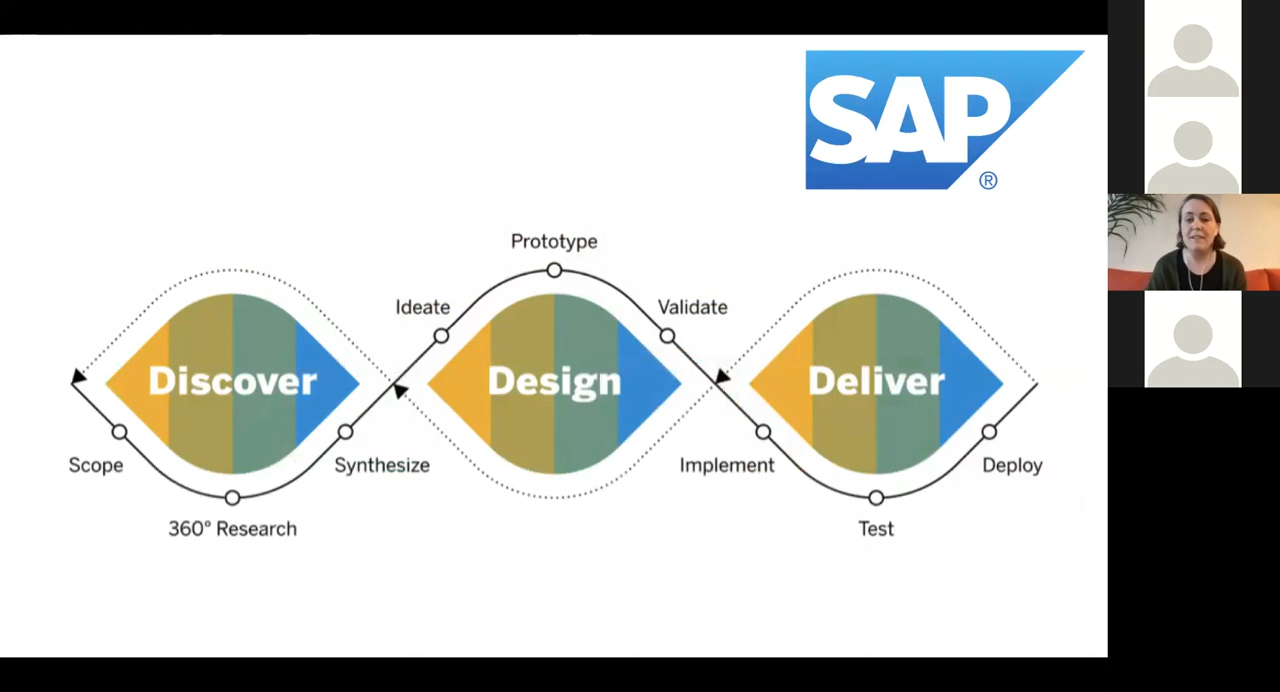 SAP
®
Prototype
Ideate
Validate
Discover
Design
Deliver
Scope
Synthesize
Implement
Deploy
360° Research
Test